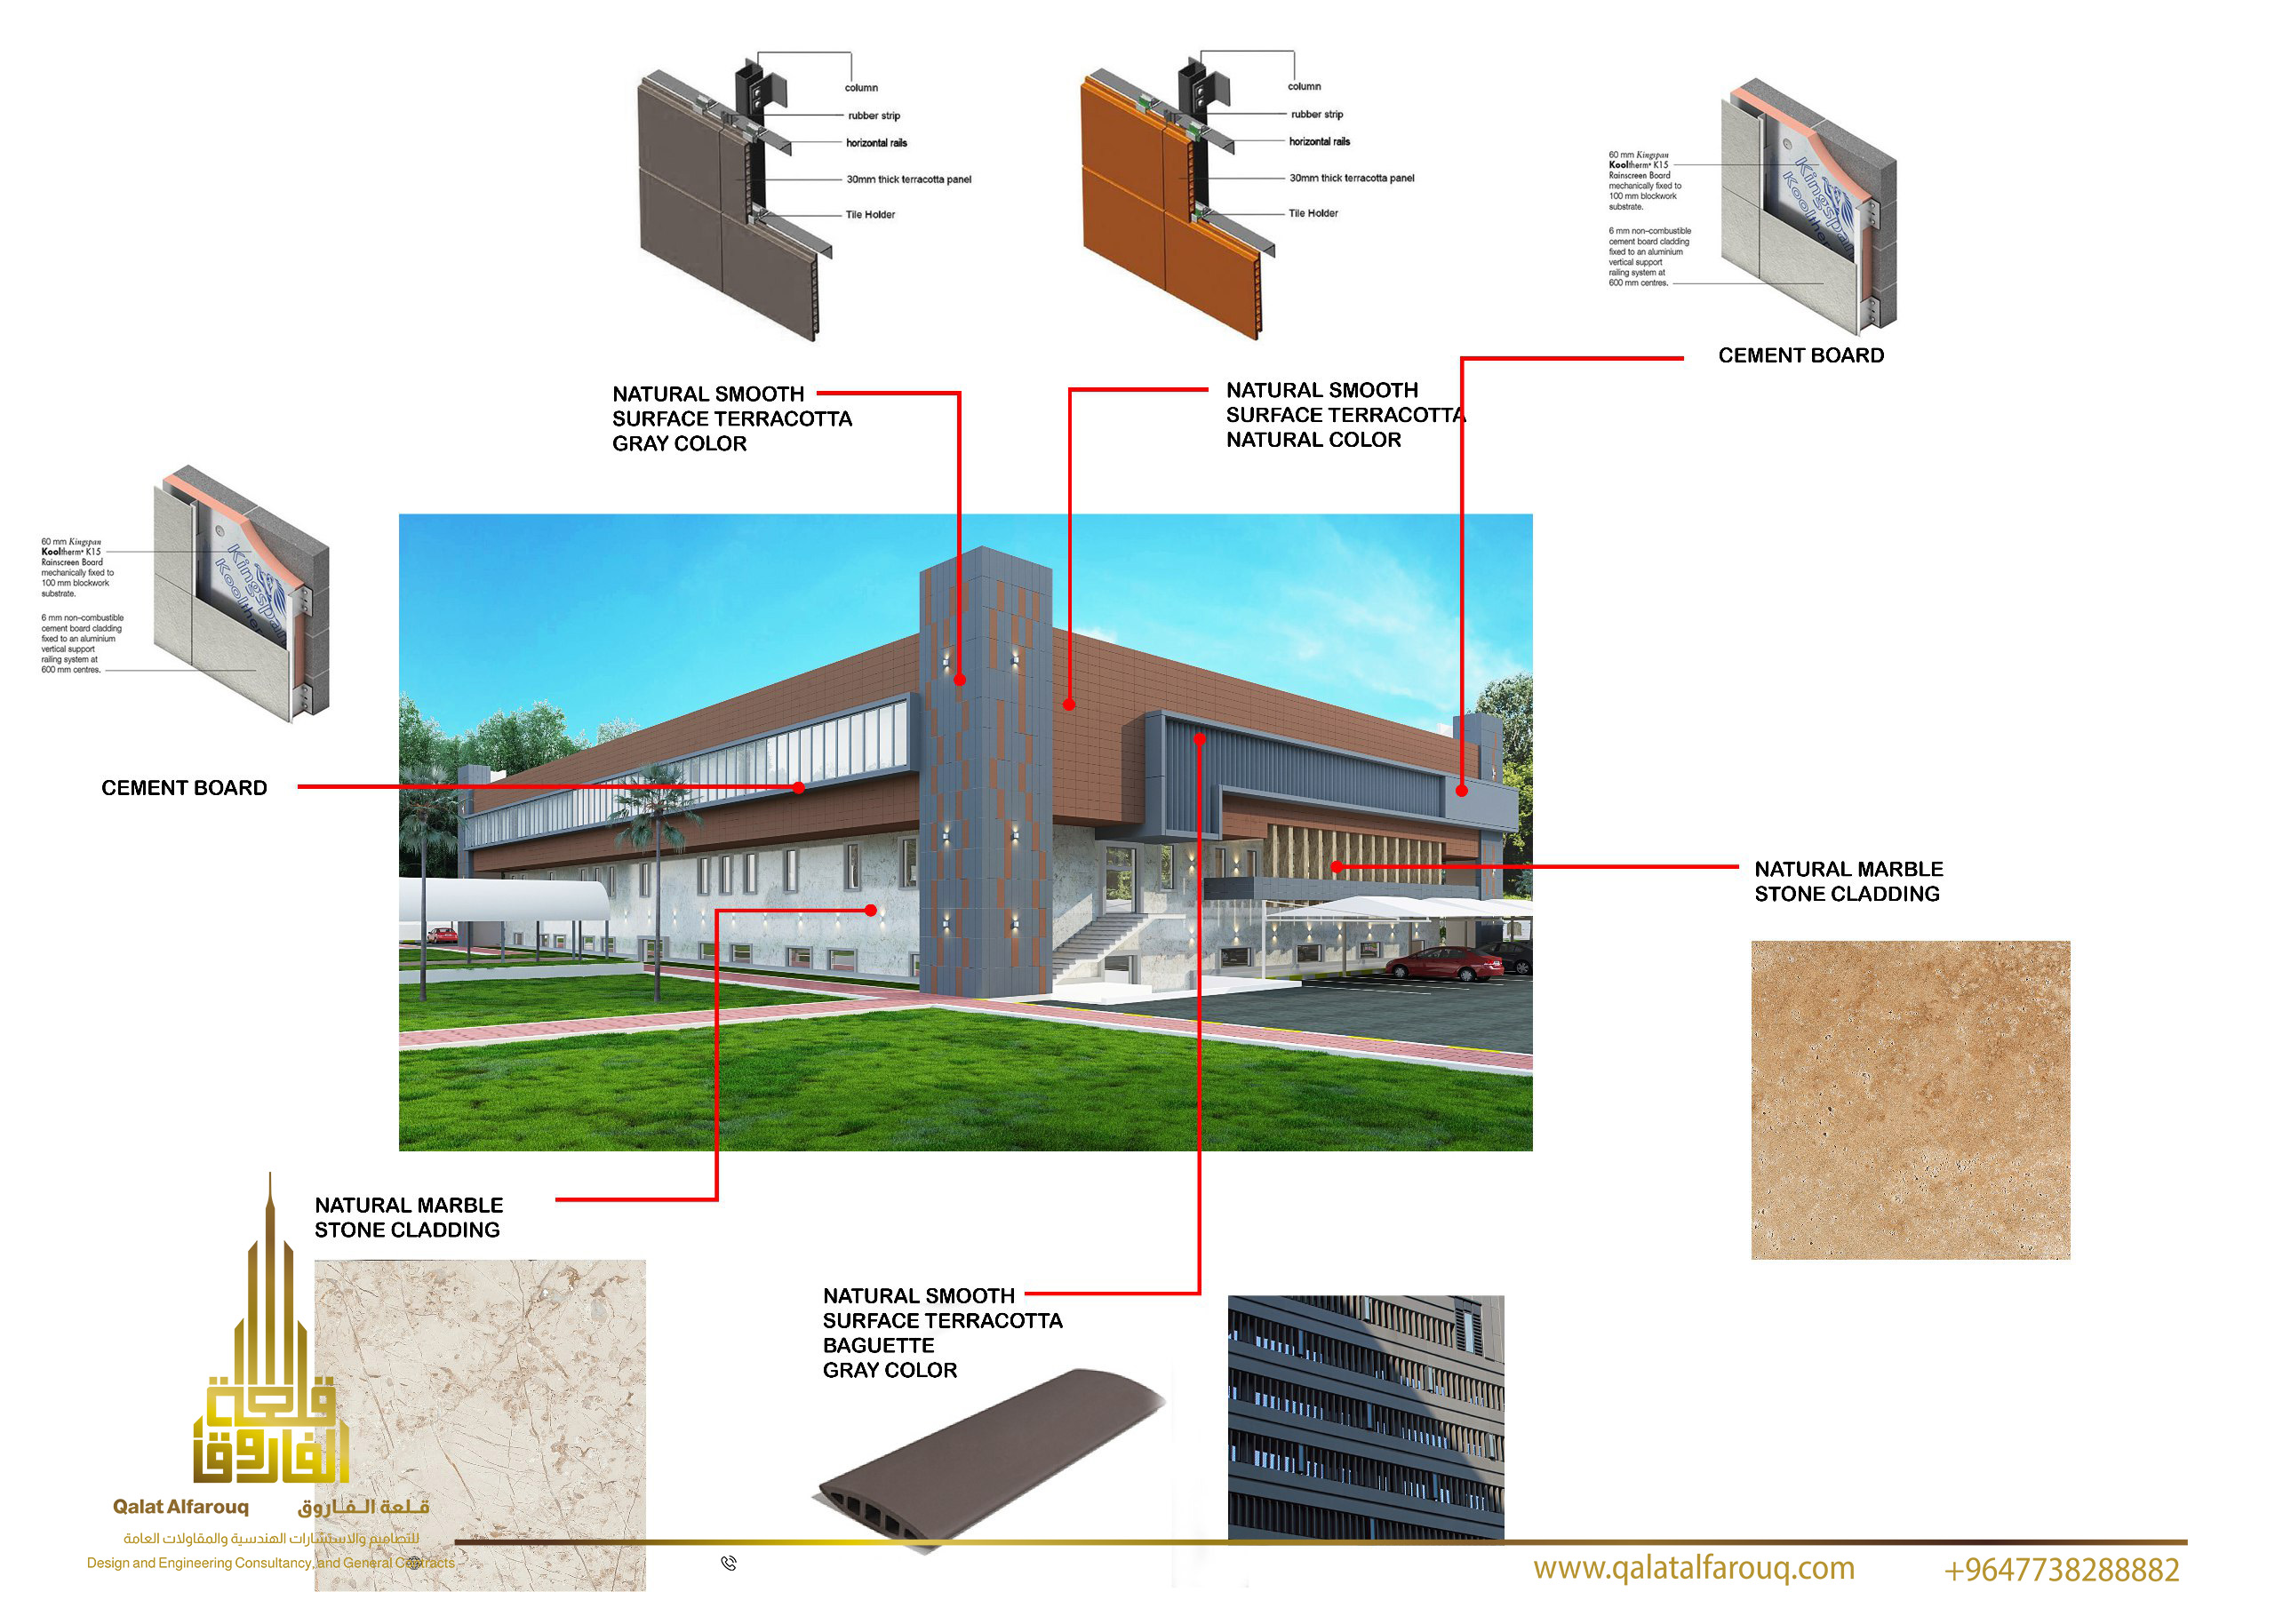 column
rubber strip
horizontal rails
30mm thick terracotta panel
Tile Holder
column
rubber strip
horizontal rails
30mm thick terracotta panel
Tile Holder
60 mm Kingspan
Kooltherm® K15
Rainscreen Board
mechanically fixed to
100 mm blockwork
substrate.
6 mm non-combustible
cement board cladding
fixed to an aluminium
vertical support
railing system at
600 mm centres.
CEMENT BOARD
NATURAL SMOOTH
SURFACE TERRACOTTA
GRAY COLOR
NATURAL SMOOTH
SURFACE TERRACOTTA
NATURAL COLOR
60 mm Kingspan
Kooltherm® K15
Rainscreen Board
mechanically fixed to
100 mm blockwork
substrate.
6 mm non-combustible
cement board cladding
fixed to an aluminium
vertical support
railing system at
600 mm centres.
CEMENT BOARD
NATURAL MARBLE
STONE CLADDING
NATURAL MARBLE
STONE CLADDING
NATURAL SMOOTH
SURFACE TERRACOTTA
BAGUETTE
GRAY COLOR
قلعة
الفاروق
Qalat Alfarouq قلعة الفاروق
للتصاميم والاستشارات الهندسية والمقاولات العامة
Design and Engineering Consultancy, and General Contracts
www.qalatalfarouq.com +9647738288882